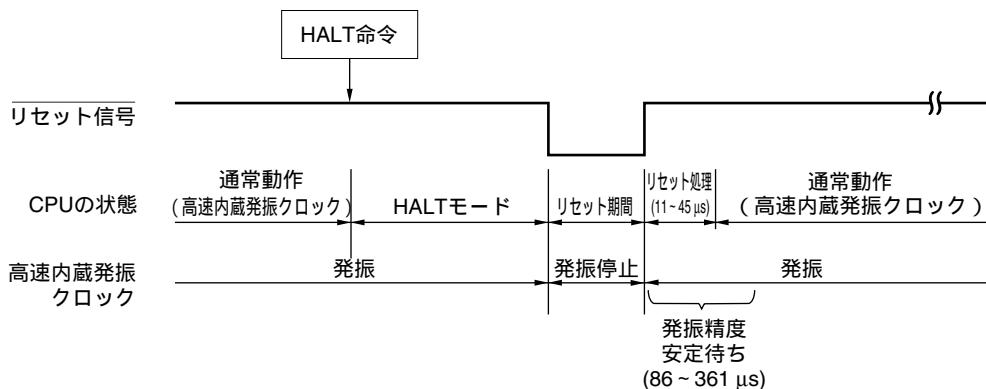 HALT命令
リセット信号
通常動作
(高速内蔵発振クロック)
リセット処理
(11~45 μs)
通常動作
(高速内蔵発振クロック)
CPUの状態
HALTモード
リセット期間
高速内蔵発振
クロック
発振
発振停止
発振
発振精度
安定待ち
(86~361 μs)